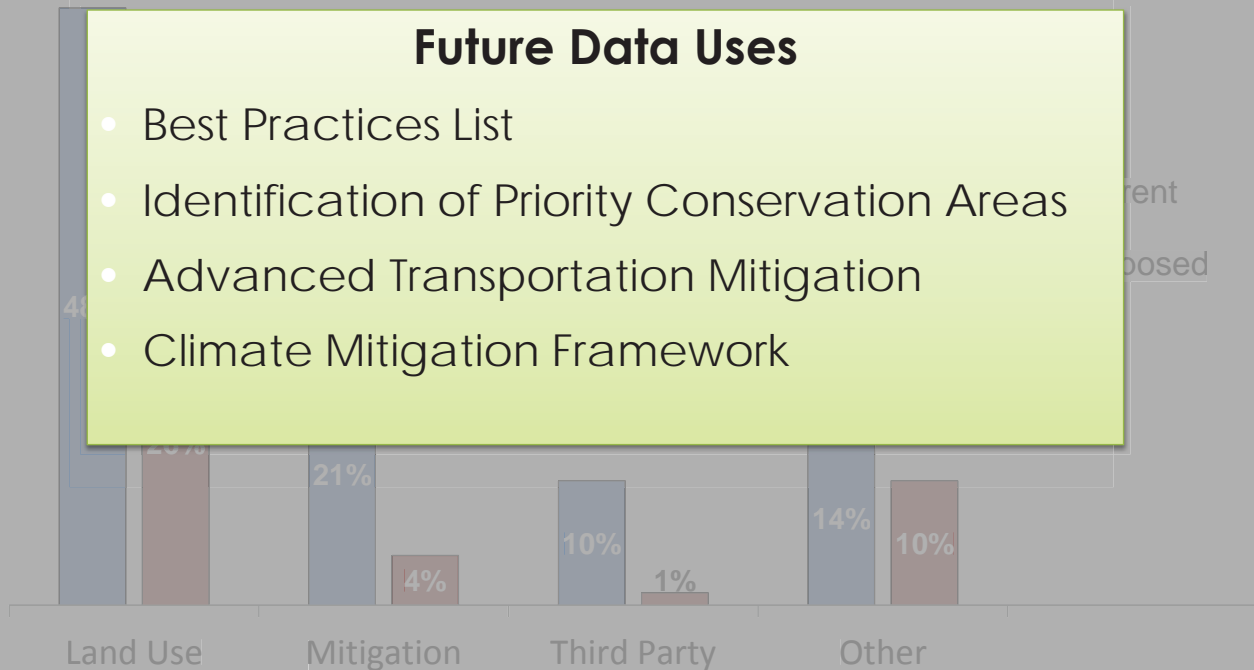 Future Data Uses
• Best Practices List
• Identification of Priority Conservation Areas
• Advanced Transportation Mitigation
• Climate Mitigation Framework
21%
4%
10%
1%
14%
10%
Land Use
Mitigation
Third Party
Other